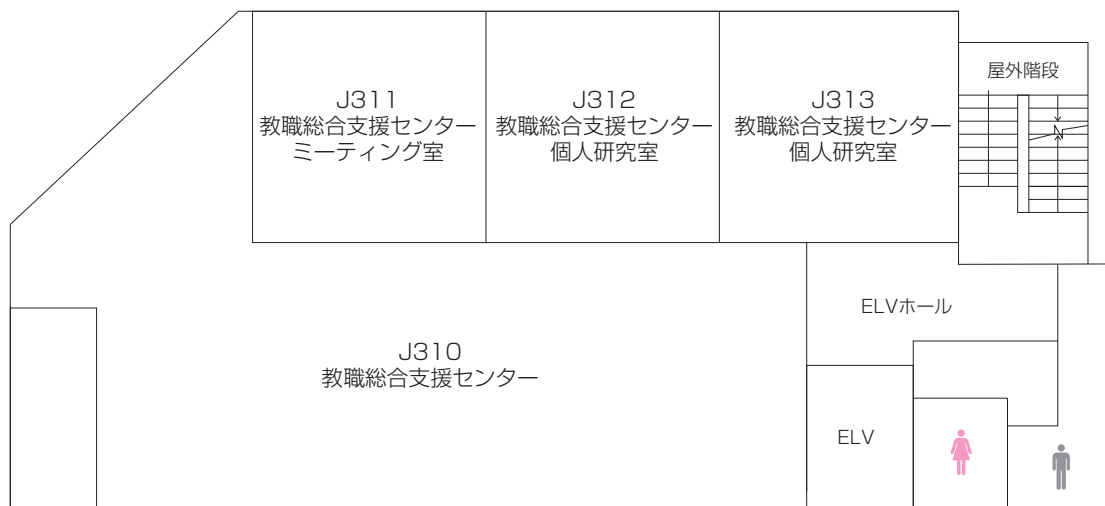 J311
教職総合支援センター
ミーティング室
J312
教職総合支援センター
個人研究室
J313
教職総合支援センター
個人研究室
屋外階段
ELVホール
J310
教職総合支援センター
ELV